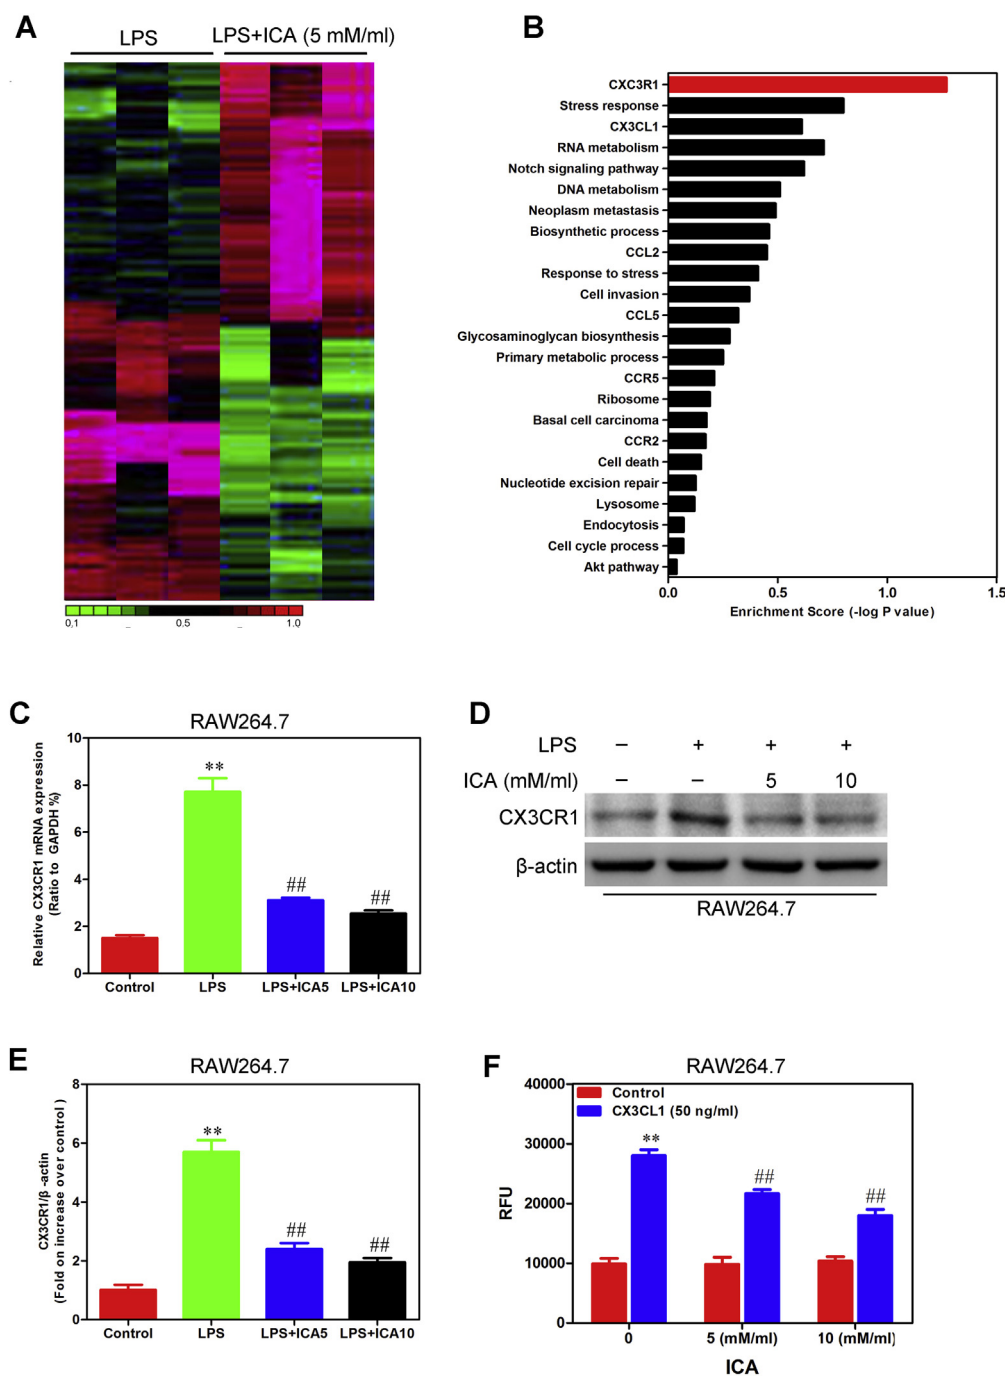 A
LPS
LPS+ICA (5 mM/ml)
0.1
0.5
1.0
B
CXC3R1
Stress response
CX3CL1
RNA metabolism
Notch signaling pathway
DNA metabolism
Neoplasm metastasis
Biosynthetic process
CCL2
Response to stress
Cell invasion
CCL5
Glycosaminoglycan biosynthesis
Primary metabolic process
CCR5
Ribosome
Basal cell carcinoma
CCR2
Cell death
Nucleotide excision repair
Lysosome
Endocytosis
Cell cycle process
Akt pathway
0.0 0.5 1.0 1.5
Enrichment Score (-log P value)
C
RAW264.7
Relative CX3CR1 mRNA expression
(Ratio to GAPDH %)
10
8
6
4
2
0
**
##
##
Control LPS LPS+ICA5 LPS+ICA10
D
LPS − + + +
ICA (mM/ml) − − 5 10
CX3CR1
β-actin
RAW264.7
E
RAW264.7
CX3CR1/β -actin
(Fold on increase over control )
8
6
4
2
0
**
##
##
Control LPS LPS+ICA5 LPS+ICA10
F
RAW264.7
RFU
40000
30000
20000
10000
0
Control
CX3CL1 (50 ng/ml)
**
##
##
0 5 (mM/ml) 10 (mM/ml)
ICA